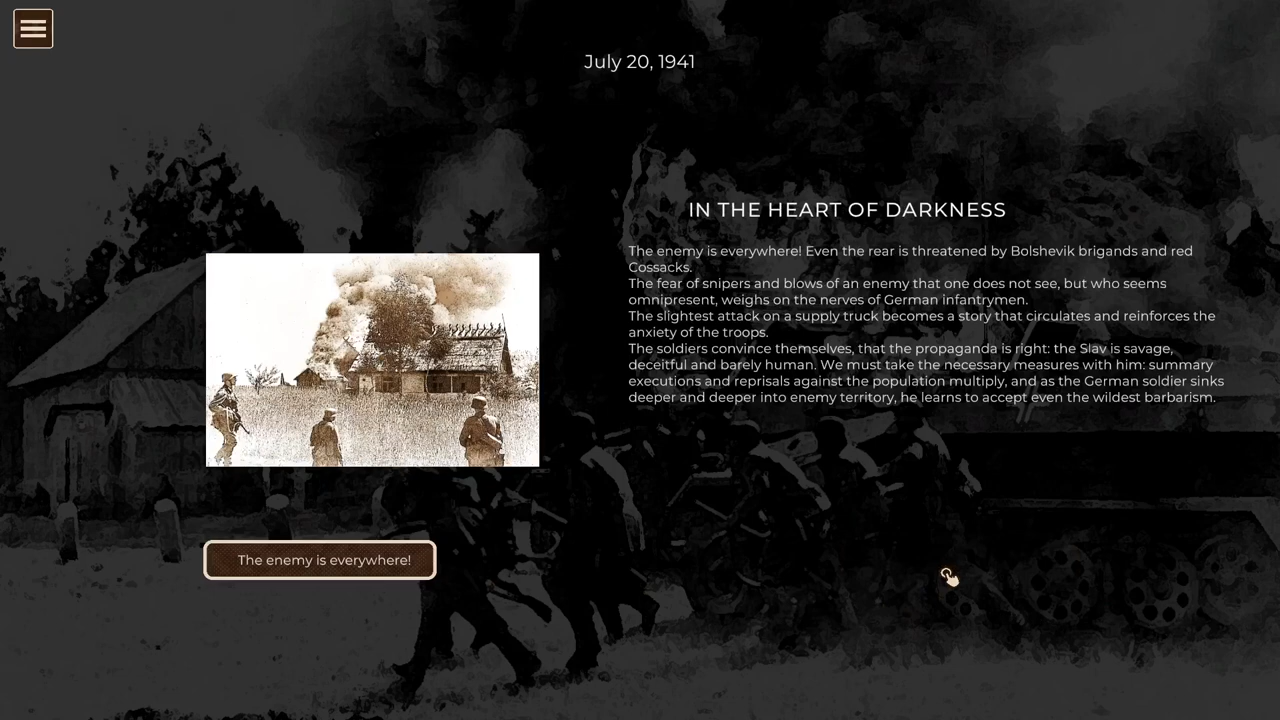 July 20, 1941
IN THE HEART OF DARKNESS
The enemy is everywhere! Even the rear is threatened by Bolshevik brigands and red
Cossacks.
The fear of snipers and blows of an enemy that one does not see, but who seems
omnipresent, weighs on the nerves of German infantrymen.
The slightest attack on a supply truck becomes a story that circulates and reinforces the
anxiety of the troops.
The soldiers convince themselves, that the propaganda is right: the Slav is savage,
deceitful and barely human. We must take the necessary measures with him: summary
executions and reprisals against the population multiply, and as the German soldier sinks
deeper and deeper into enemy territory, he learns to accept even the wildest barbarism.
The enemy is everywhere!